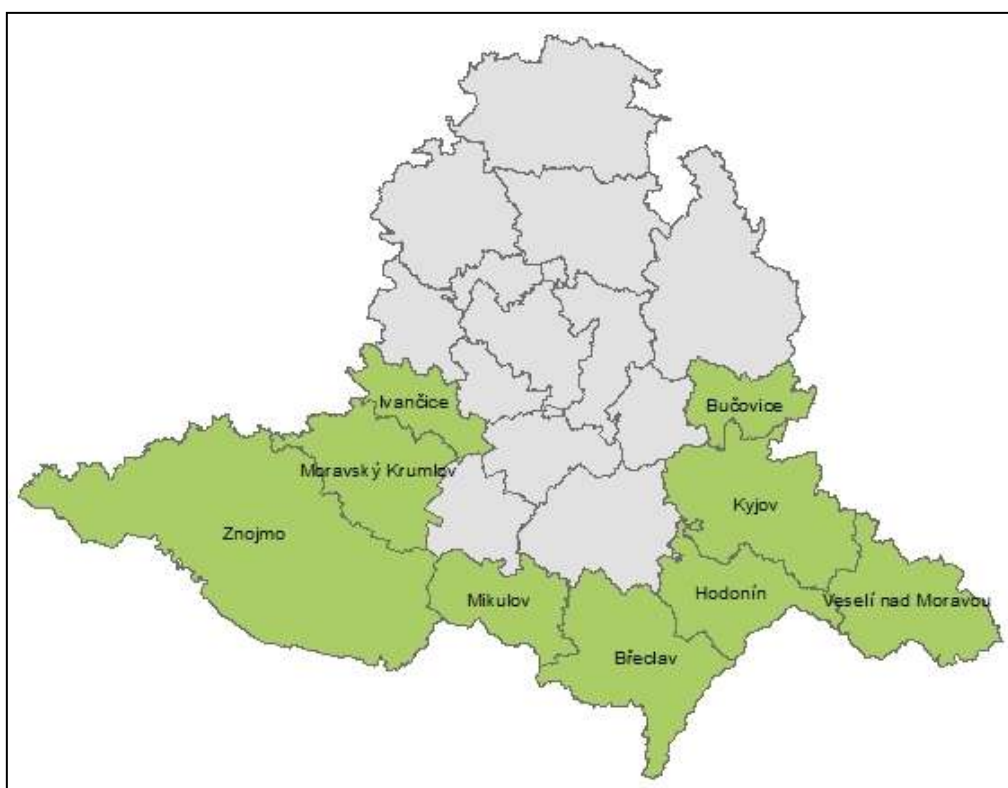 Ivančice
Bučovice
Moravský Krumlov
Kyjov
Znojmo
Mikulov
Hodonín
Veselí nad Moravou
Břeclav